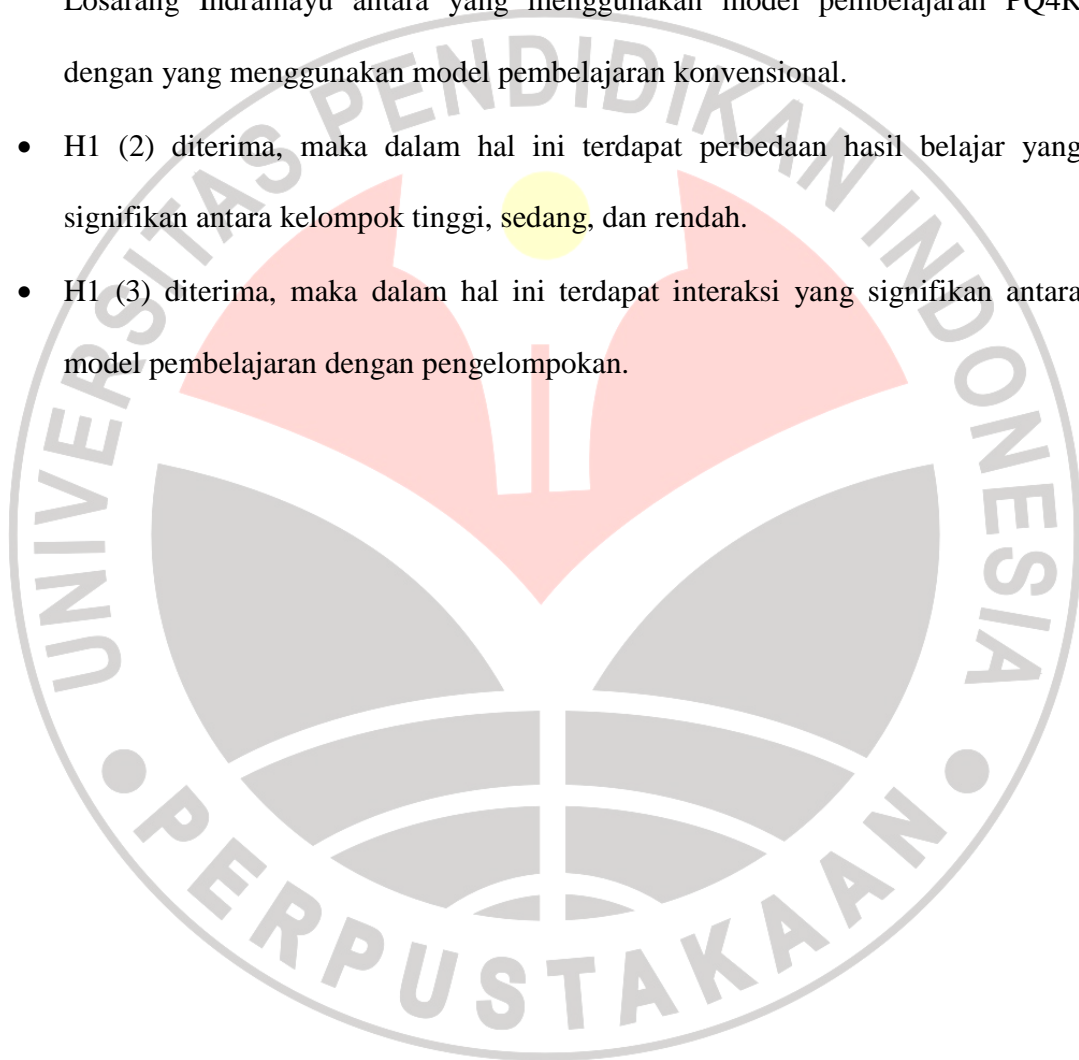 Losarang Indramayu antara yang menggunakan model pembelajaran PQ4R
dengan yang menggunakan model pembelajaran konvensional.
• H1 (2) diterima, maka dalam hal ini terdapat perbedaan hasil belajar yang
signifikan antara kelompok tinggi, sedang, dan rendah.
• H1 (3) diterima, maka dalam hal ini terdapat interaksi yang signifikan antara
model pembelajaran dengan pengelompokan.
UNIVERSITAS PENDIDIKAN INDONESIA
PERPUSTAKAAN